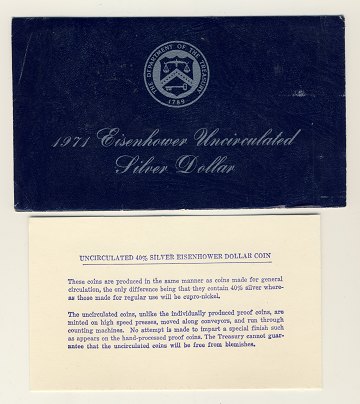 THE DEPARTMENT OF THE TREASURY
1789
1971 Eisenhower Uncirculated
Silver Dollar
UNCIRCULATED 40% SILVER EISENHOWER DOLLAR COIN
These coins are produced in the same manner as coins made for general
circulation, the only difference being that they contain 40% silver where-
as those made for regular use will be cupro-nickel.
The uncirculated coins, unlike the individually produced proof coins, are
minted on high speed presses, moved along conveyors, and run through
counting machines. No attempt is made to impart a special finish such
as appears on the hand-processed proof coins. The Treasury cannot guar-
antee that the uncirculated coins will be free from blemishes.